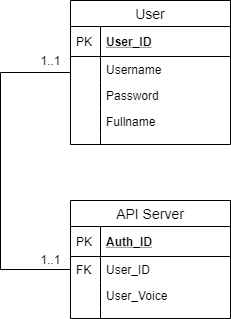 User
PK User_ID
1..1
Username
Password
Fullname
API Server
PK Auth_ID
1..1
FK User_ID
User_Voice